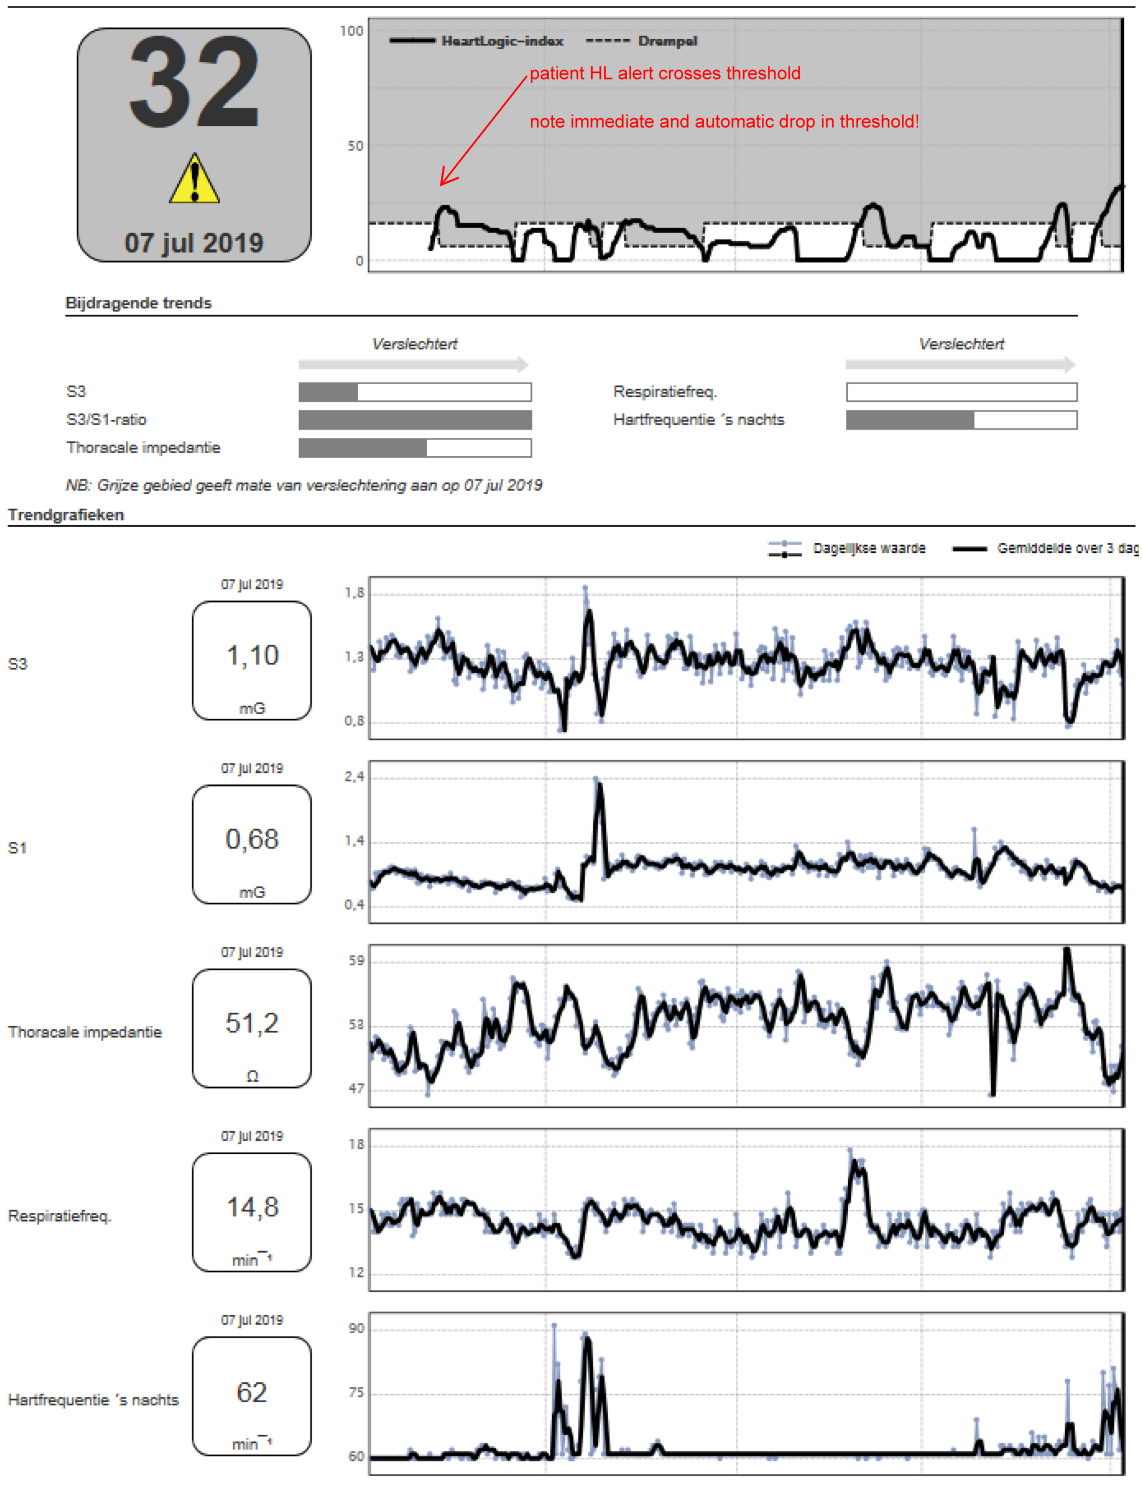 32
07 jul 2019
100
50
0
HeartLogic-index
Drempel
patient HL alert crosses threshold
note immediate and automatic drop in threshold!
Bijdragende trends
Verslechtert
Verslechtert
S3
S3/S1-ratio
Thoracale impedantie
Respiratiefreq.
Hartfrequentie ´s nachts
NB: Grijze gebied geeft mate van verslechtering aan op 07 jul 2019
Trendgrafieken
Dagelijkse waarde
Gemiddelde over 3 dag
S3
07 jul 2019
1,10
mG
1,8
1,3
0,8
S1
07 jul 2019
0,68
mG
2,4
1,4
0,4
Thoracale impedantie
07 jul 2019
51,2
Ω
59
53
47
Respiratiefreq.
07 jul 2019
14,8
min⁻¹
18
15
12
Hartfrequentie ´s nachts
07 jul 2019
62
min⁻¹
90
75
60